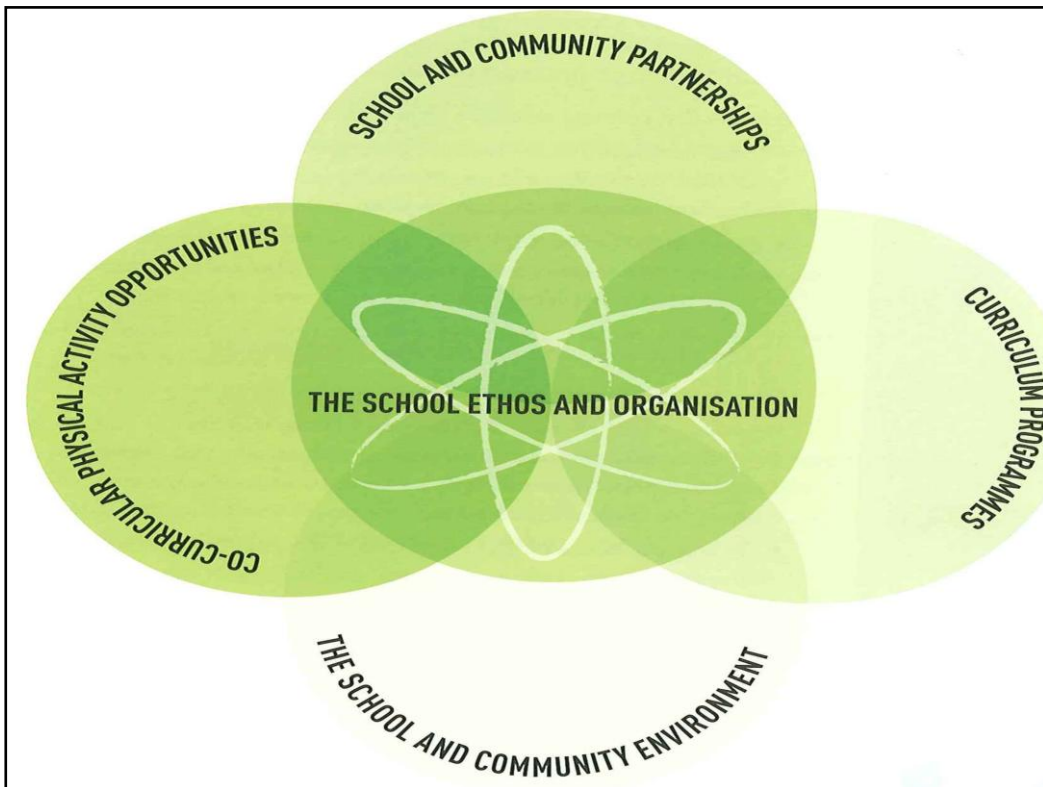 SCHOOL AND COMMUNITY PARTNERSHIPS
CO-CURRICULAR PHYSICAL ACTIVITY OPPORTUNITIES
THE SCHOOL ETHOS AND ORGANISATION
CURRICULUM PROGRAMMES
THE SCHOOL AND COMMUNITY ENVIRONMENT